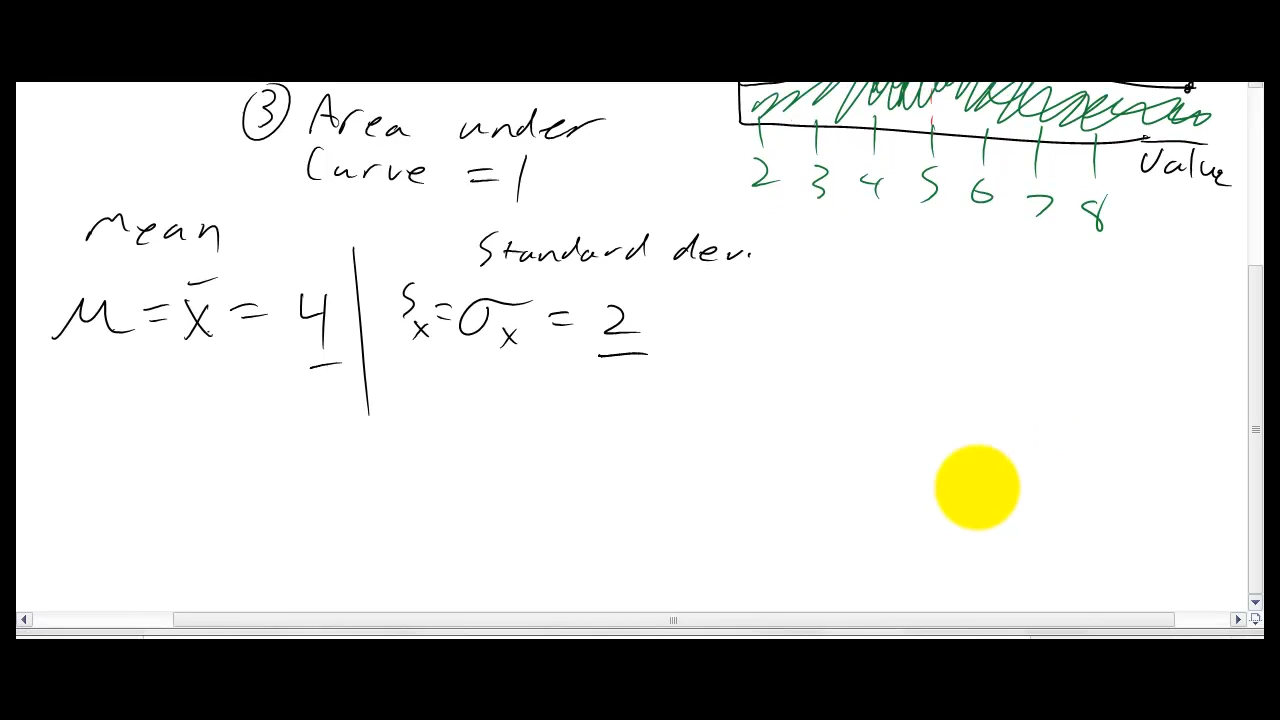 ③ Area under
Curve = 1
2 3 4 5 6 7 8
Value
Mean
μ = x̄ = 4
Standard dev.
Sₓ = σₓ = 2